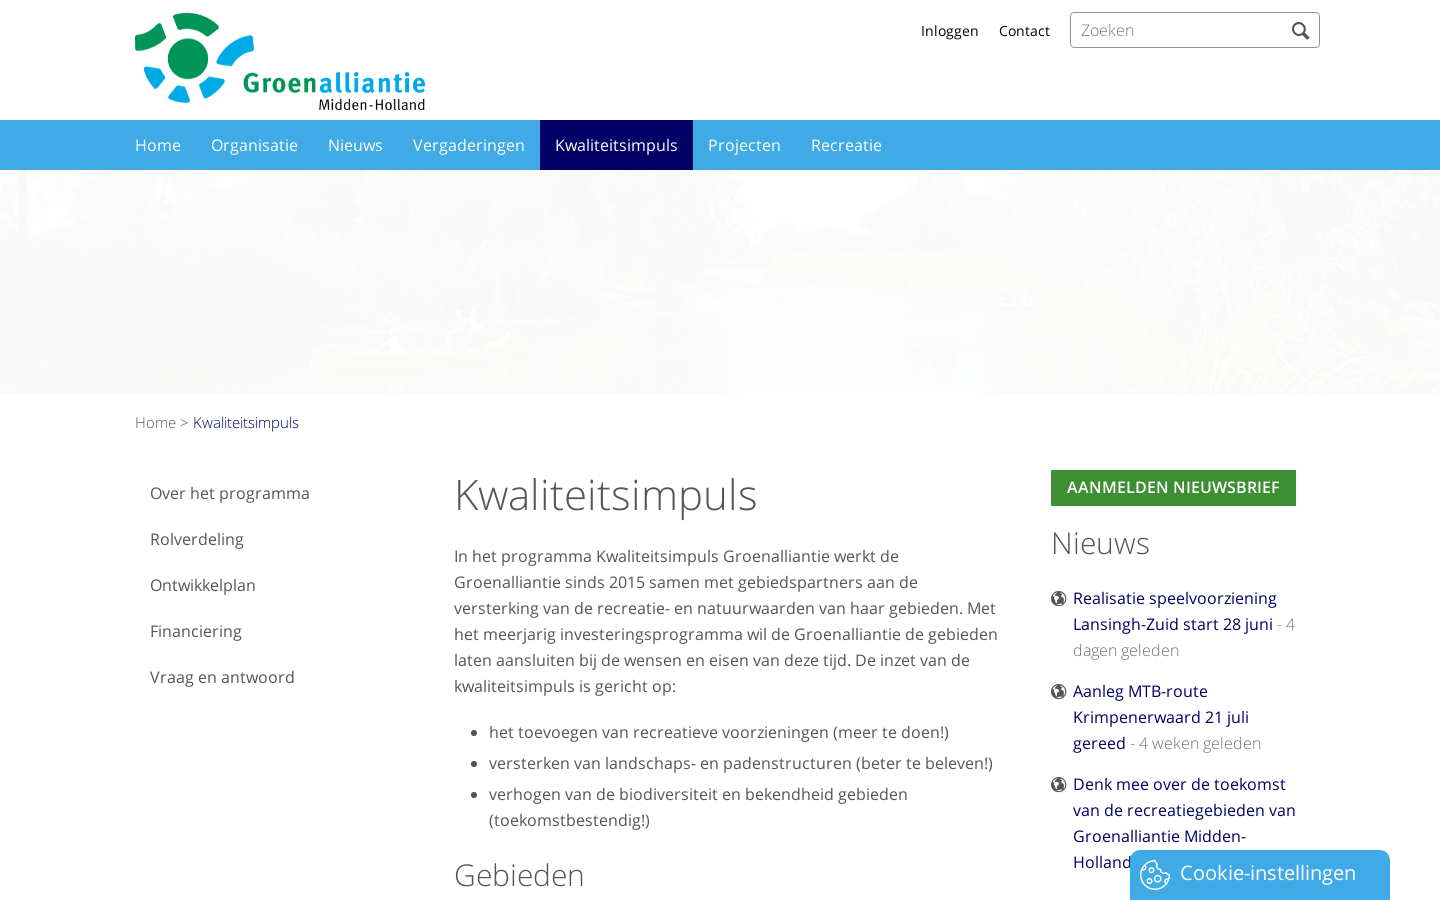 Inloggen
Contact
Zoeken
Groenalliantie
Midden-Holland
Home
Organisatie
Nieuws
Vergaderingen
Kwaliteitsimpuls
Projecten
Recreatie
Home > Kwaliteitsimpuls
Over het programma
Rolverdeling
Ontwikkelplan
Financiering
Vraag en antwoord
Kwaliteitsimpuls
In het programma Kwaliteitsimpuls Groenalliantie werkt de
Groenalliantie sinds 2015 samen met gebiedspartners aan de
versterking van de recreatie- en natuurwaarden van haar gebieden. Met
het meerjarig investeringsprogramma wil de Groenalliantie de gebieden
laten aansluiten bij de wensen en eisen van deze tijd. De inzet van de
kwaliteitsimpuls is gericht op:
het toevoegen van recreatieve voorzieningen (meer te doen!)
versterken van landschaps- en padenstructuren (beter te beleven!)
verhogen van de biodiversiteit en bekendheid gebieden
(toekomstbestendig!)
Gebieden
AANMELDEN NIEUWSBRIEF
Nieuws
Realisatie speelvoorziening
Lansingh-Zuid start 28 juni - 4
dagen geleden
Aanleg MTB-route
Krimpenerwaard 21 juli
gereed - 4 weken geleden
Denk mee over de toekomst
van de recreatiegebieden van
Groenalliantie Midden-
Holland
Cookie-instellingen